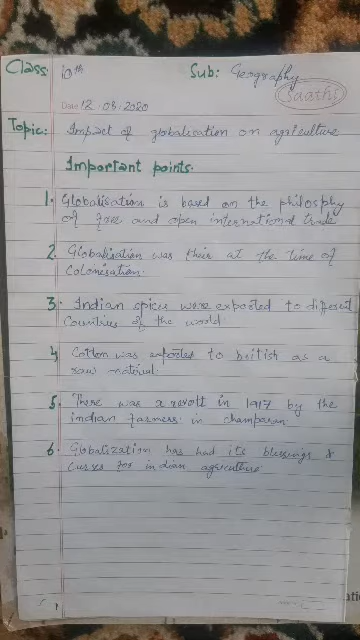 Class: 10th Sub: Geography
Saathi
Date 12.08.2020
Topic: Impact of globalisation on agriculture
Important points.
1. Globalisation is based on the philosphy
of free and open international trade
2. Globalisation was their at the time of
Colonisation.
3. Indian spices were exported to different
Countries of the world.
4. Cotton was exported to british as a
raw material.
5. There was a revolt in 1917 by the
indian farmers in champaran.
6. Globalization has had its blessings &
curses for indian agriculture